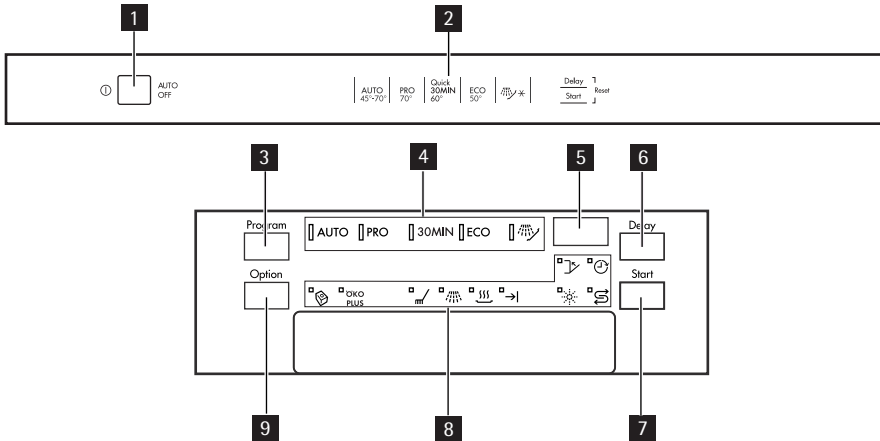 1
2
AUTO
OFF
AUTO
45°-70°
PRO
70°
Quick
30MIN
60°
ECO
50°
Delay
Start
Reset
3
4
5
6
Program
AUTO
PRO
30MIN
ECO
Delay
Option
ÖKO
PLUS
Start
9
8
7